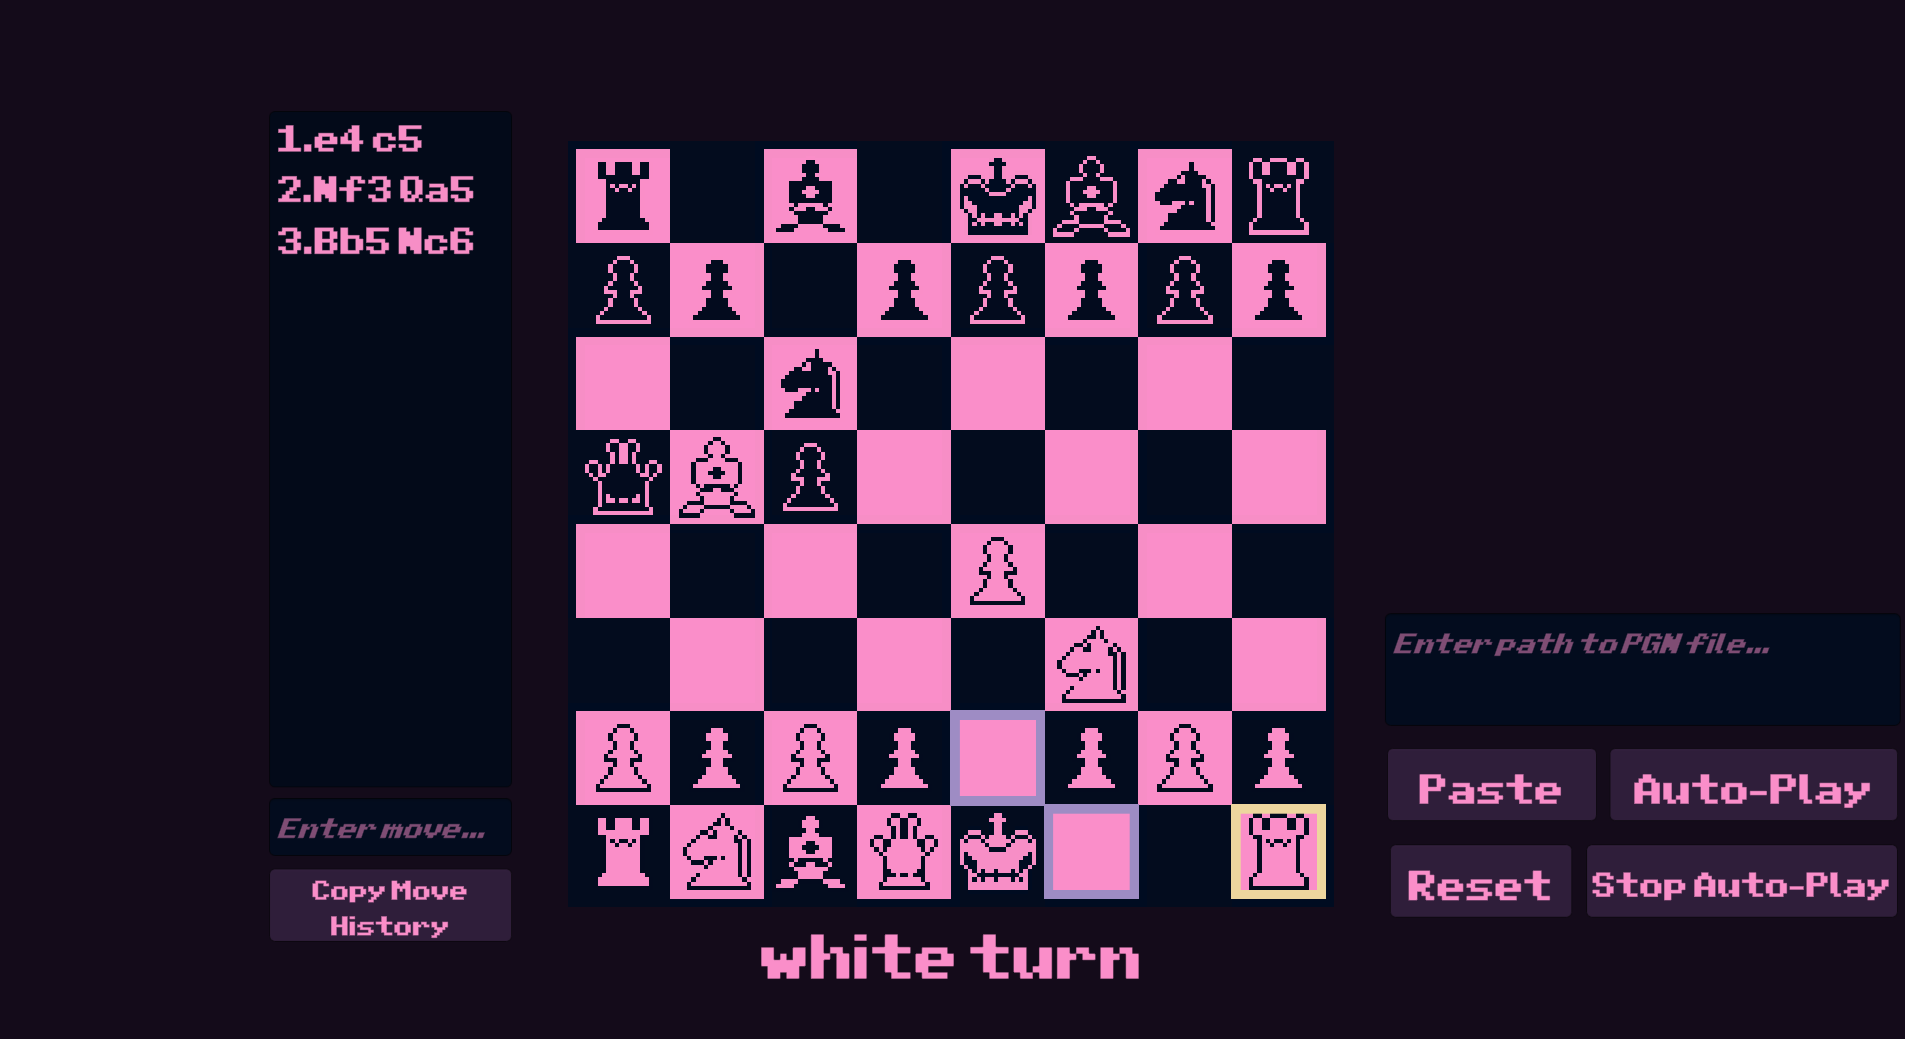 1.e4 c5
2.Nf3 Qa5
3.Bb5 Nc6
Enter move...
Copy Move
History
white turn
Enter path to PGN file...
Paste
Auto-Play
Reset
Stop Auto-Play